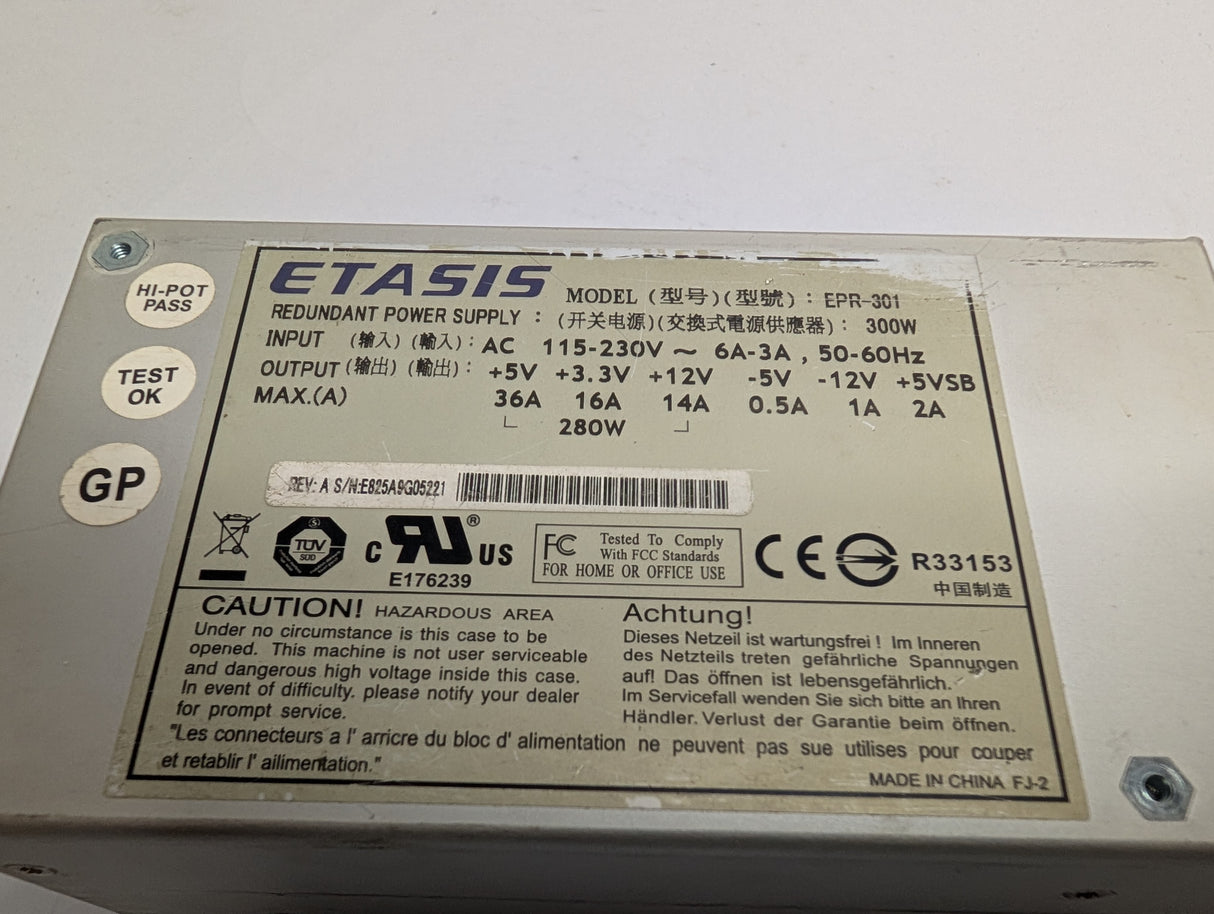 HI-POT
PASS
TEST
OK
GP
ETASIS
MODEL (型号)(型號) : EPR-301
REDUNDANT POWER SUPPLY : (开关电源)(交換式電源供應器) : 300W
INPUT (输入) (輸入) : AC 115-230V ~ 6A-3A , 50-60Hz
OUTPUT (输出) (輸出) : +5V +3.3V +12V -5V -12V +5VSB
MAX.(A) 36A 16A 14A 0.5A 1A 2A
280W
REV: A S/N:E825A9G05221
TÜV
SÜD
c RU ® US
E176239
FC Tested To Comply
With FCC Standards
FOR HOME OR OFFICE USE
CE
S
R33153
中国制造
CAUTION! HAZARDOUS AREA
Under no circumstance is this case to be
opened. This machine is not user serviceable
and dangerous high voltage inside this case.
In event of difficulty. please notify your dealer
for prompt service.
Achtung!
Dieses Netzeil ist wartungsfrei ! Im Inneren
des Netzteils treten gefährliche Spannungen
auf! Das öffnen ist lebensgefährlich.
Im Servicefall wenden Sie sich bitte an Ihren
Händler. Verlust der Garantie beim öffnen.
"Les connecteurs a l' arricre du bloc d' alimentation ne peuvent pas sue utilises pour couper
et retablir l' ailimentation."
MADE IN CHINA FJ-2